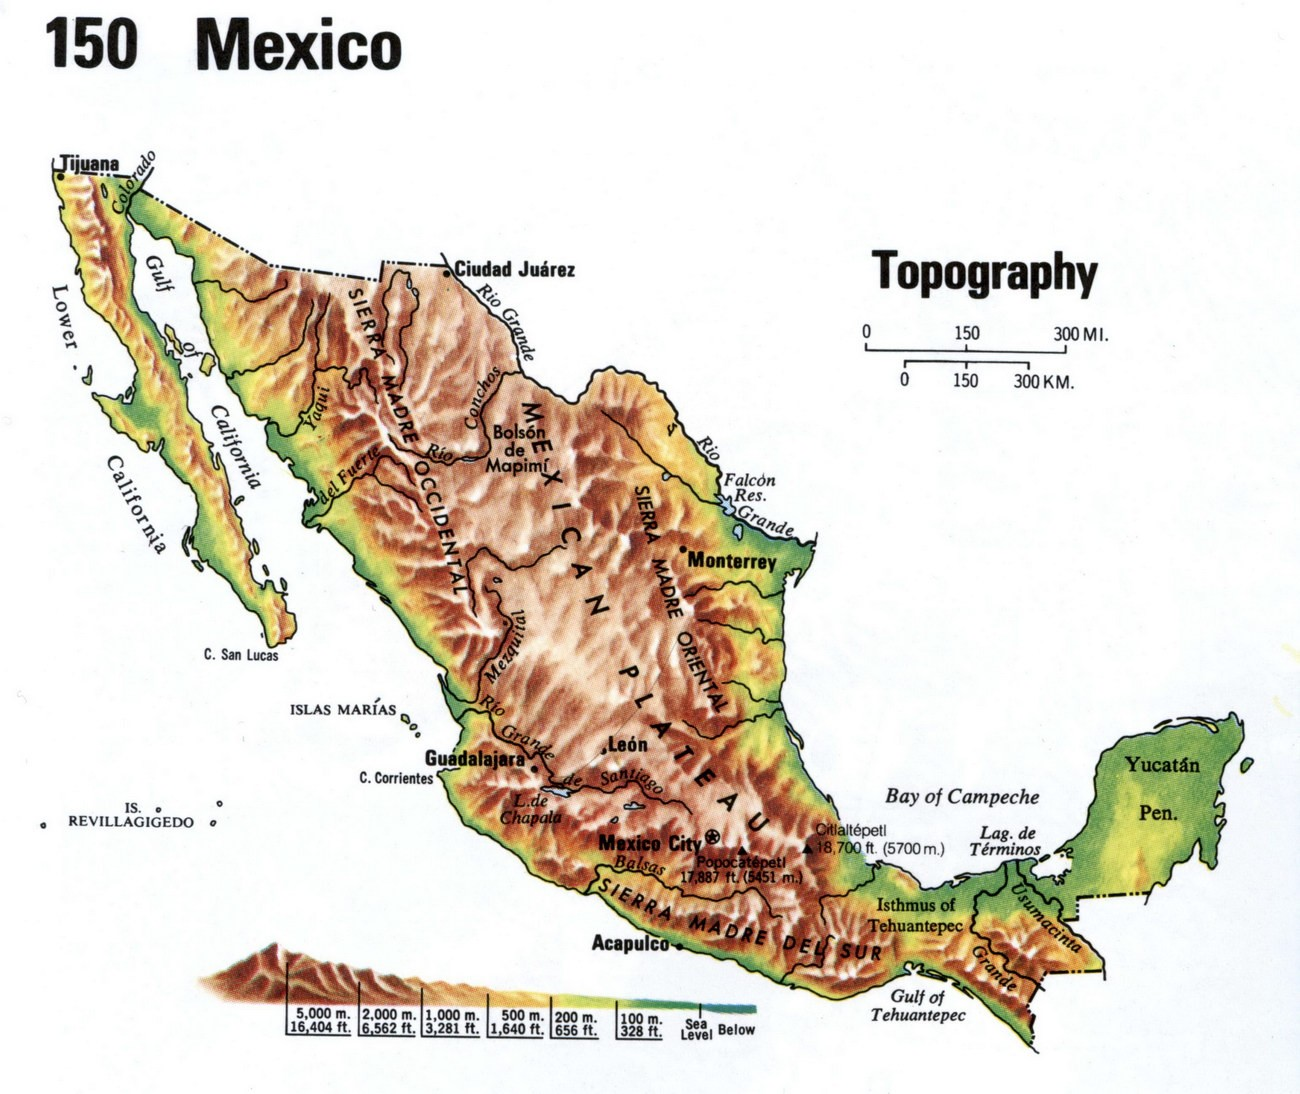 150 Mexico
Tijuana
Colorado
Gulf
of
California
Lower
California
Ciudad Juárez
Rio Grande
Topography
0 150 300 MI.
0 150 300 KM.
SIERRA MADRE OCCIDENTAL
Yaqui
Conchos
Río
del Fuerte
Bolsón
de
Mapimí
MEXICAN PLATEAU
Río
Falcón
Res.
Grande
SIERRA MADRE ORIENTAL
Monterrey
C. San Lucas
Mezquital
ISLAS MARÍAS
Río Grande de Santiago
León
Guadalajara
C. Corrientes
L. de
Chapala
IS.
REVILLAGIGEDO
Mexico City
Popocatépetl
17,887 ft. (5451 m.)
Citlaltépetl
18,700 ft. (5700 m.)
Bay of Campeche
Lag. de
Términos
Yucatán
Pen.
Balsas
SIERRA MADRE DEL SUR
Isthmus of
Tehuantepec
Usumacinta
Grande
Acapulco
Gulf of
Tehuantepec
5,000 m. 2,000 m. 1,000 m. 500 m. 200 m. 100 m. Sea Below
16,404 ft. 6,562 ft. 3,281 ft. 1,640 ft. 656 ft. 328 ft. Level